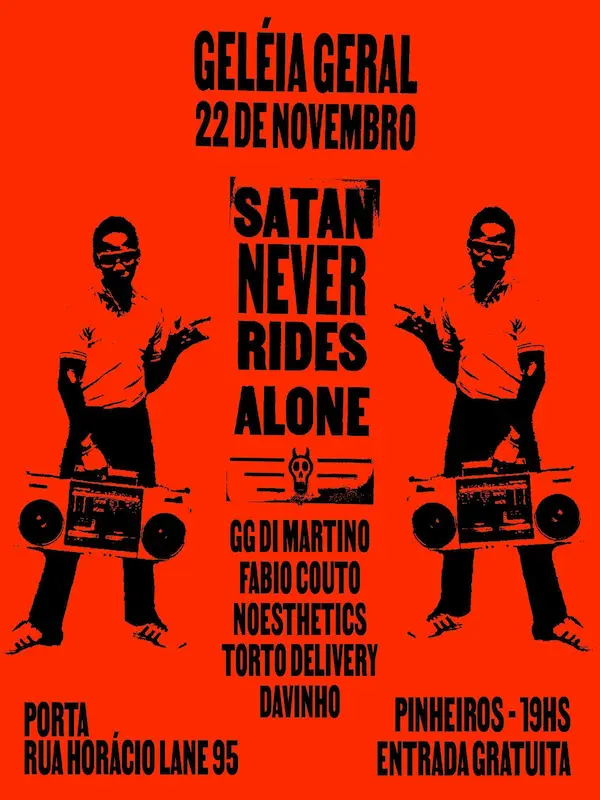 GELÉIA GERAL
22 DE NOVEMBRO
SATAN
NEVER
RIDES
ALONE
GG DI MARTINO
FABIO COUTO
NOESTHETICS
TORTO DELIVERY
DAVINHO
PORTA
RUA HORÁCIO LANE 95
PINHEIROS - 19HS
ENTRADA GRATUITA